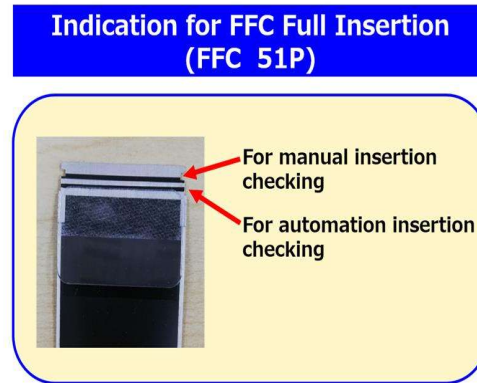 Indication for FFC Full Insertion
(FFC 51P)
For manual insertion
checking
For automation insertion
checking